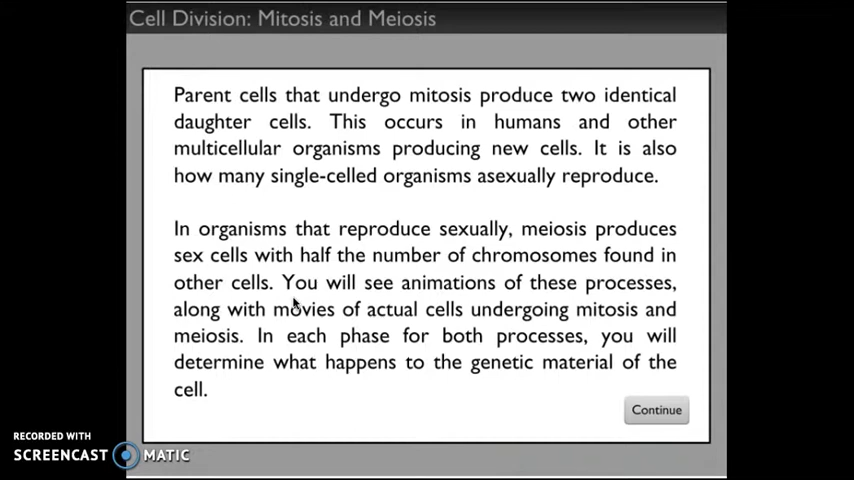 Cell Division: Mitosis and Meiosis
Parent cells that undergo mitosis produce two identical
daughter cells. This occurs in humans and other
multicellular organisms producing new cells. It is also
how many single-celled organisms asexually reproduce.
In organisms that reproduce sexually, meiosis produces
sex cells with half the number of chromosomes found in
other cells. You will see animations of these processes,
along with movies of actual cells undergoing mitosis and
meiosis. In each phase for both processes, you will
determine what happens to the genetic material of the
cell.
Continue
RECORDED WITH
SCREENCAST MATIC